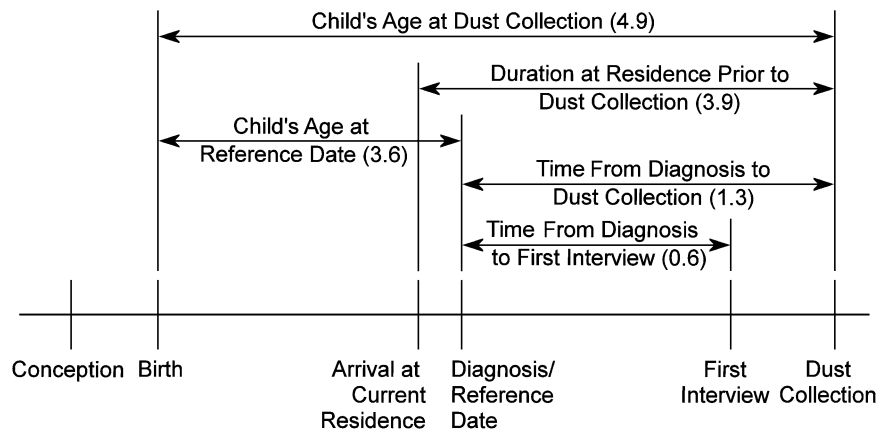 Child's Age at Dust Collection (4.9)
Duration at Residence Prior to
Dust Collection (3.9)
Child's Age at
Reference Date (3.6)
Time From Diagnosis to
Dust Collection (1.3)
Time From Diagnosis
to First Interview (0.6)
Conception
Birth
Arrival at
Current
Residence
Diagnosis/
Reference
Date
First
Interview
Dust
Collection